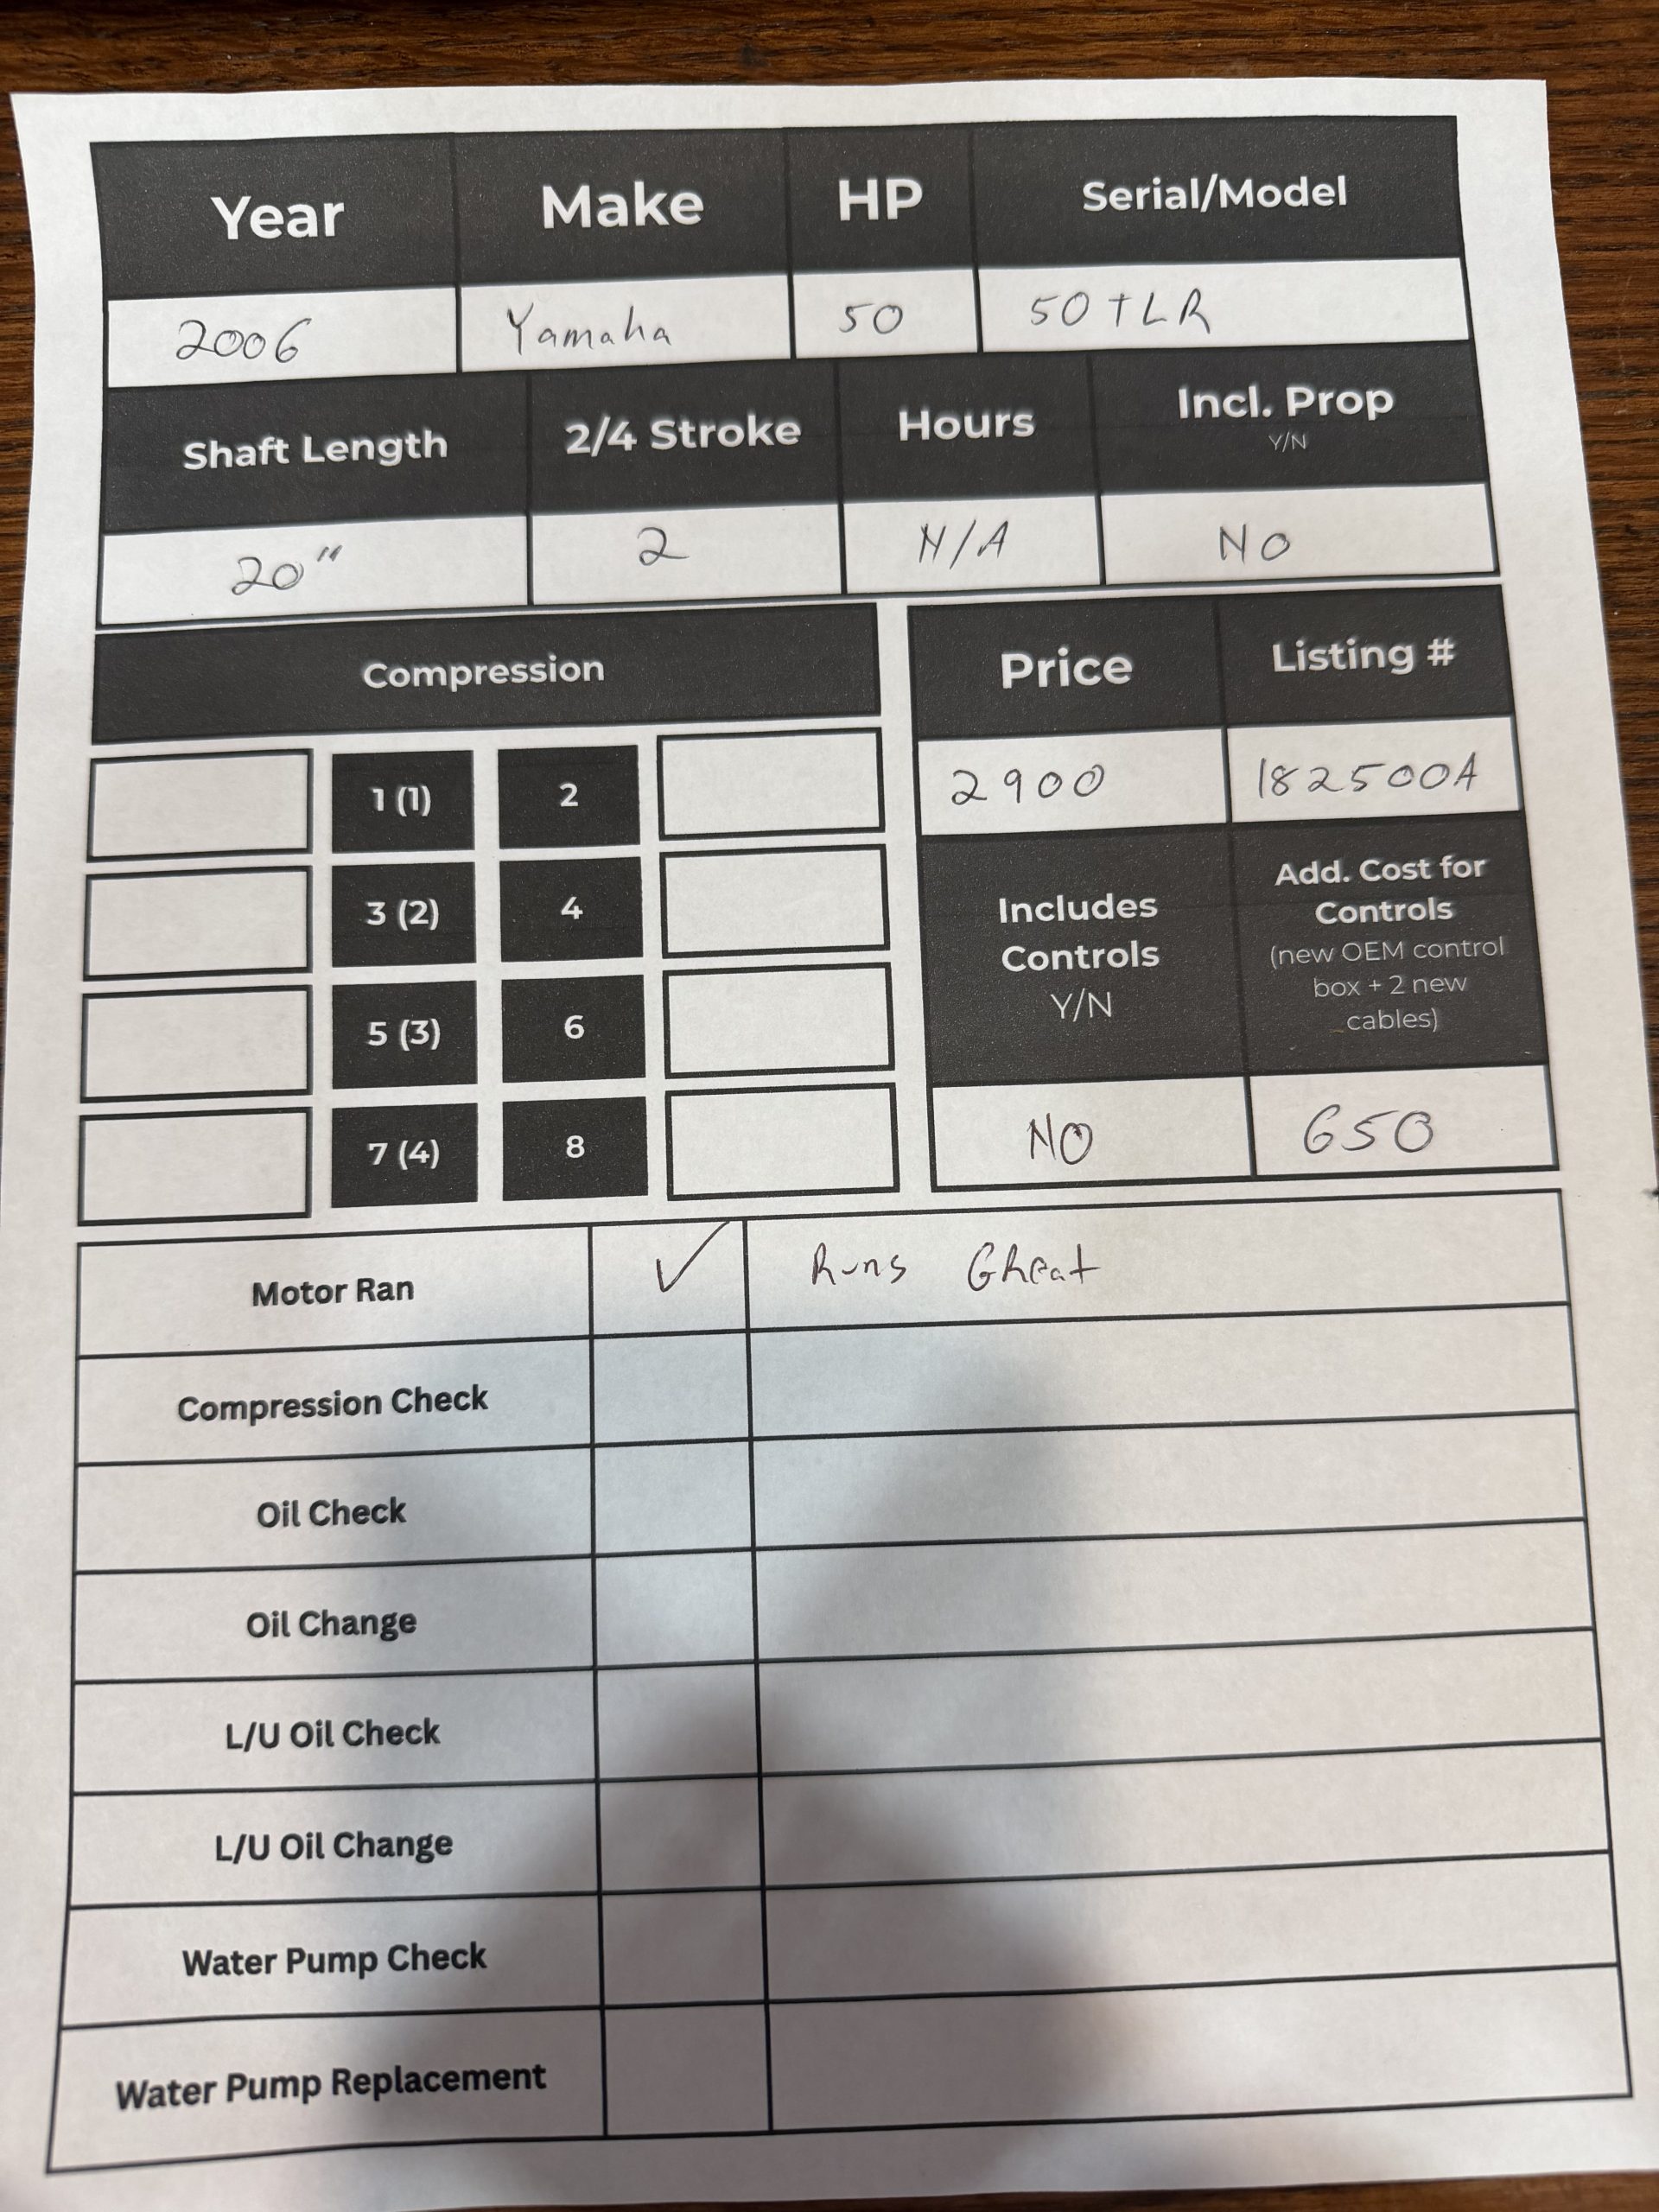 Year Make HP Serial/Model
2006 Yamaha 50 50TLR
Shaft Length 2/4 Stroke Hours Incl. Prop
Y/N
20" 2 N/A NO
Compression
Price Listing #
1 (1) 2
2900 182500A
3 (2) 4
Includes
Controls
Y/N
Add. Cost for
Controls
(new OEM control
box + 2 new
cables)
5 (3) 6
7 (4) 8
NO 650
Motor Ran ✓ Runs GReat
Compression Check
Oil Check
Oil Change
L/U Oil Check
L/U Oil Change
Water Pump Check
Water Pump Replacement